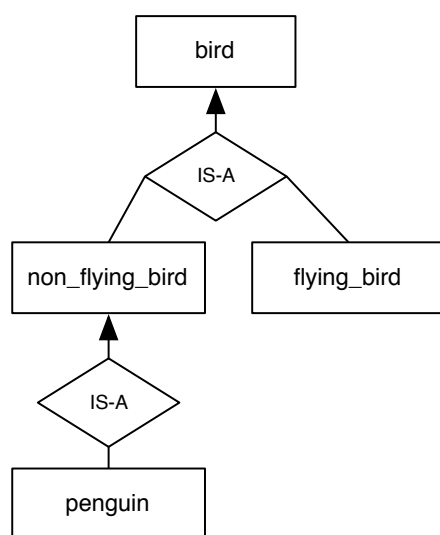 bird
IS-A
non_flying_bird
flying_bird
IS-A
penguin